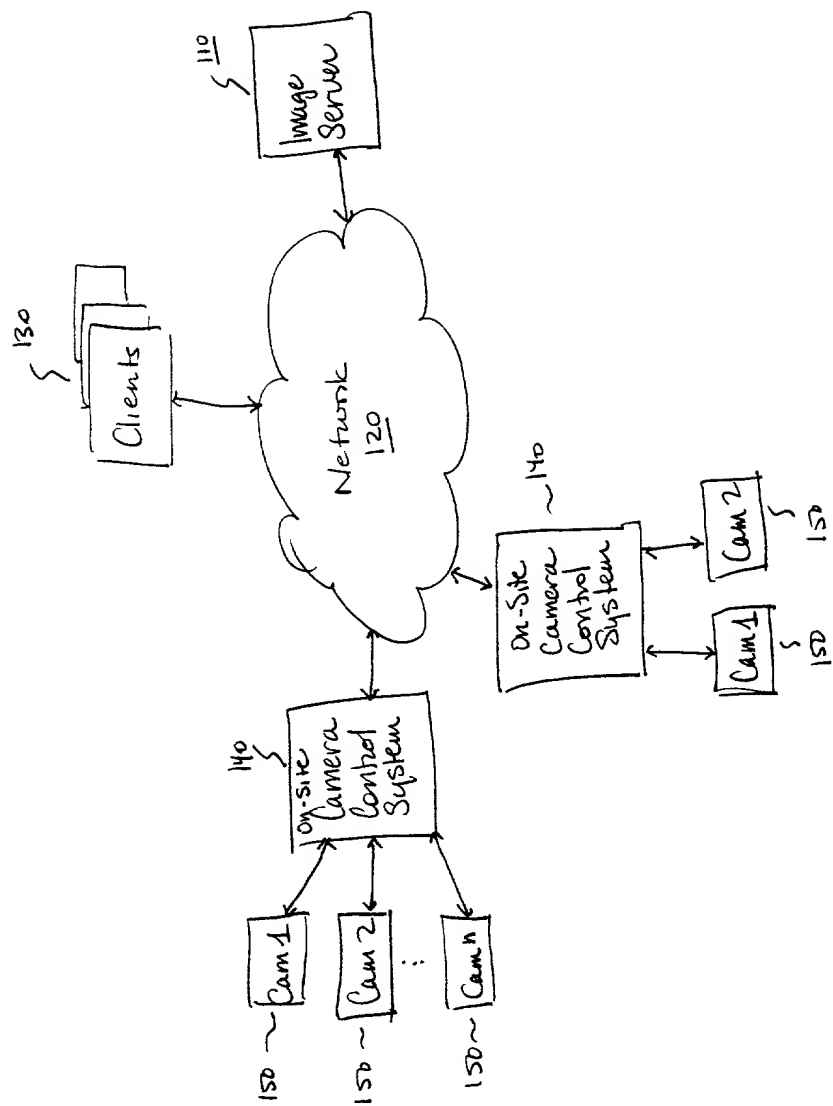 130
Clients
110
Image
Server
Network
120
140
On-Site
Camera
Control
System
150
Cam 1
150
Cam 2
...
150
Cam n
On-Site
Camera
Control
System
140
Cam 1
150
Cam 2
150